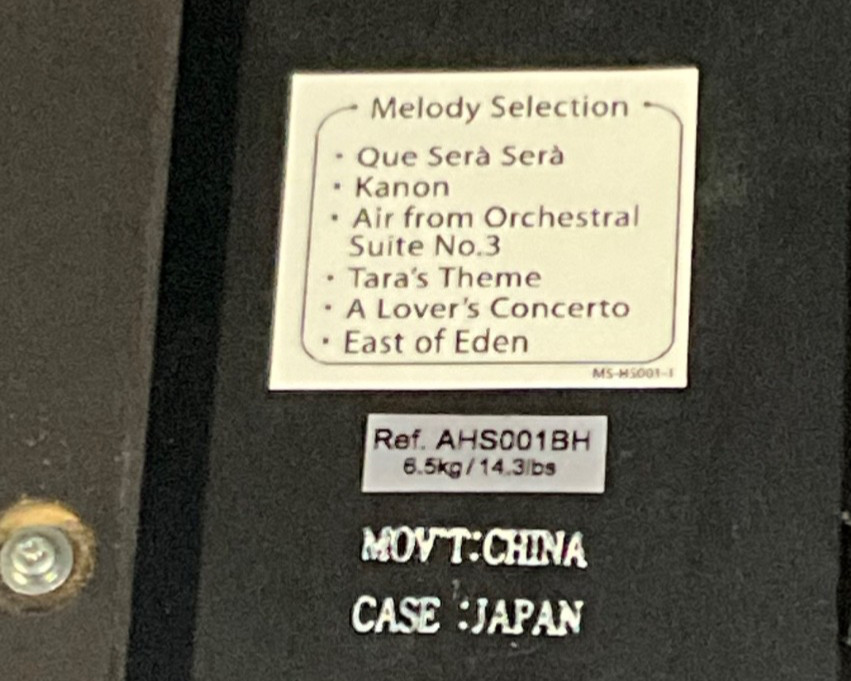 Melody Selection
· Que Serà Serà
· Kanon
· Air from Orchestral
Suite No.3
· Tara's Theme
· A Lover's Concerto
· East of Eden
MS-HS001-1
Ref. AHS001BH
6.5kg/14.3lbs
MOV'T:CHINA
CASE :JAPAN